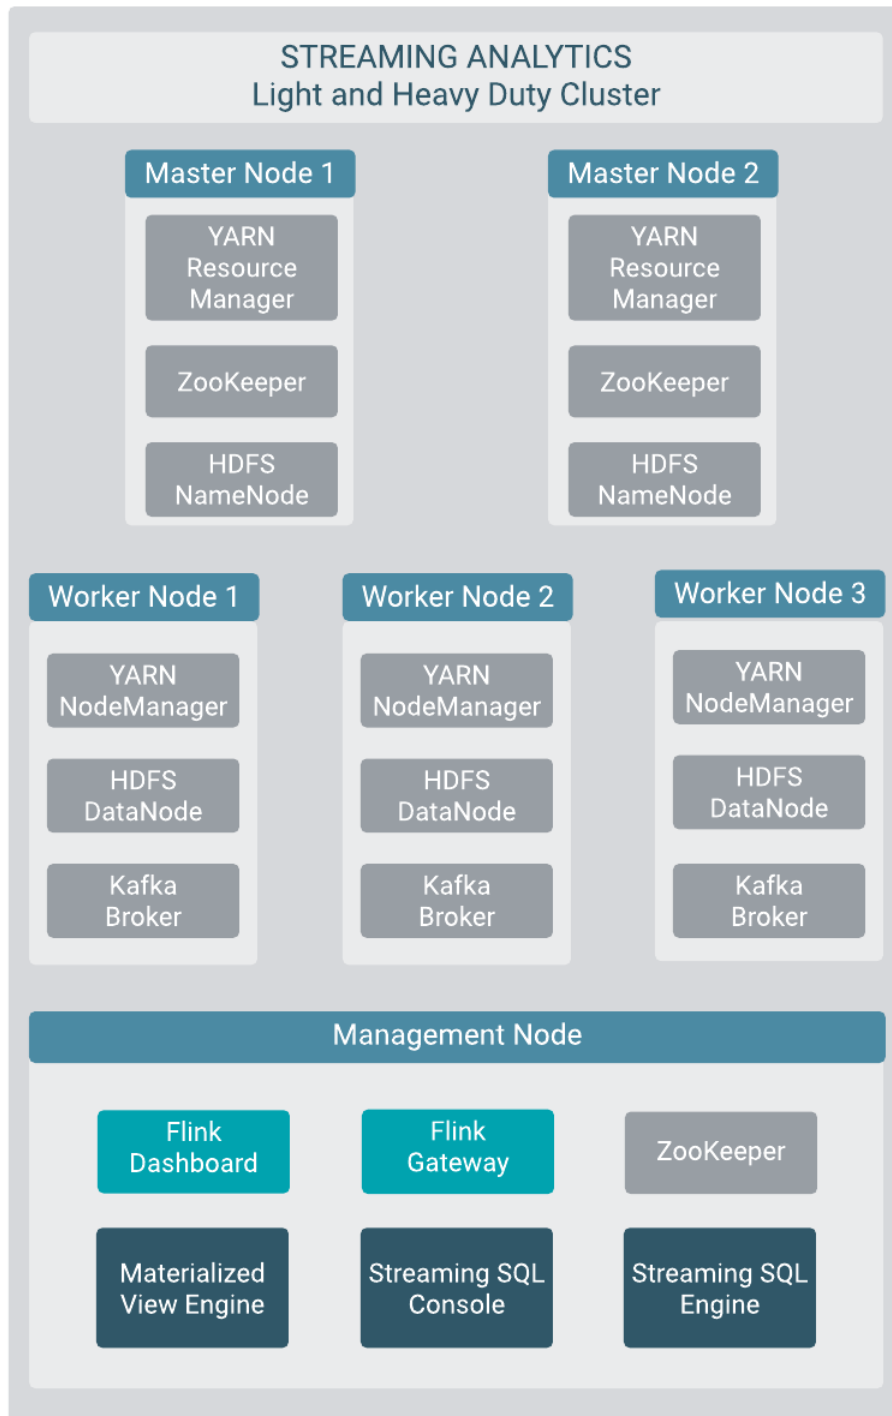 STREAMING ANALYTICS
Light and Heavy Duty Cluster
Master Node 1
YARN
Resource
Manager
ZooKeeper
HDFS
NameNode
Master Node 2
YARN
Resource
Manager
ZooKeeper
HDFS
NameNode
Worker Node 1
YARN
NodeManager
HDFS
DataNode
Kafka
Broker
Worker Node 2
YARN
NodeManager
HDFS
DataNode
Kafka
Broker
Worker Node 3
YARN
NodeManager
HDFS
DataNode
Kafka
Broker
Management Node
Flink
Dashboard
Flink
Gateway
ZooKeeper
Materialized
View Engine
Streaming SQL
Console
Streaming SQL
Engine